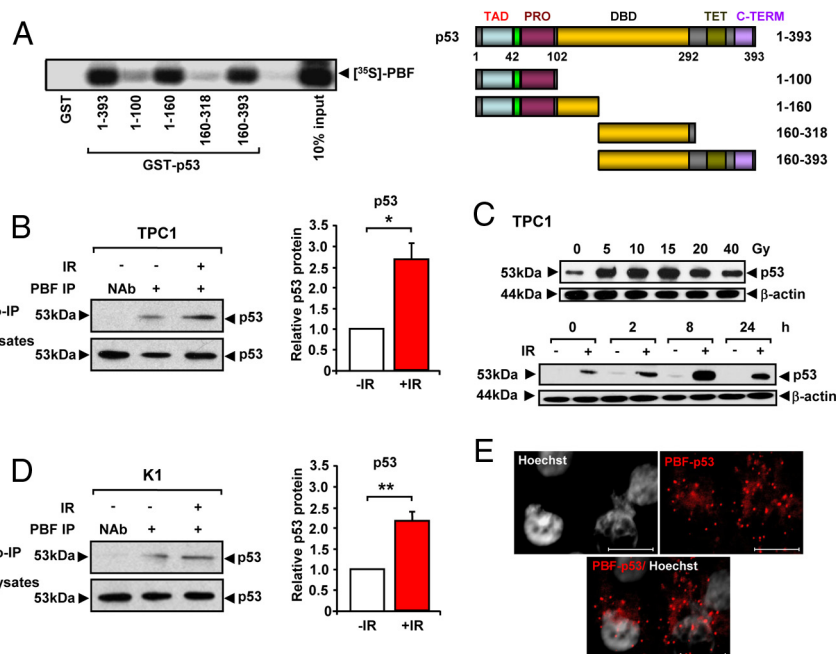 A
[³⁵S]-PBF
GST
1-393
1-100
1-160
160-318
160-393
10% input
GST-p53
TAD PRO DBD TET C-TERM
p53 1-393
1 42 102 292 393
1-100
1-160
160-318
160-393
B
TPC1
IR - - +
PBF IP NAb + +
o-IP 53kDa p53
ysates 53kDa p53
p53
*
Relative p53 protein
3.5
3.0
2.5
2.0
1.5
1.0
0
-IR +IR
C TPC1
0 5 10 15 20 40 Gy
53kDa p53
44kDa β-actin
0 2 8 24 h
IR - + - + - + - +
53kDa p53
44kDa β-actin
D
K1
IR - - +
PBF IP NAb + +
o-IP 53kDa p53
ysates 53kDa p53
p53
**
Relative p53 protein
3.5
3.0
2.5
2.0
1.5
1.0
0
-IR +IR
E
Hoechst PBF-p53
PBF-p53/ Hoechst